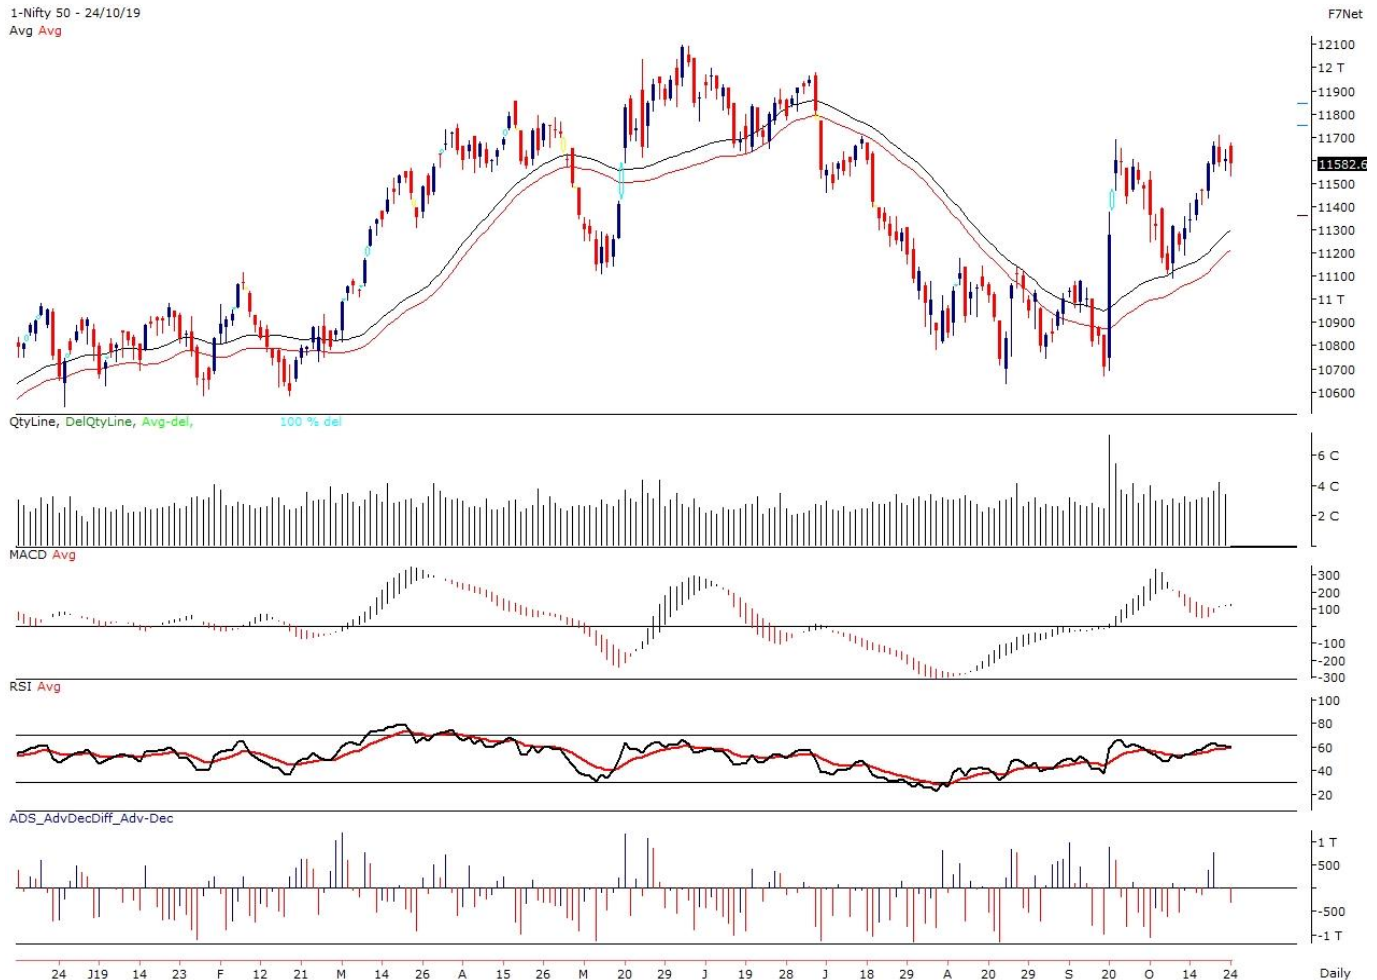 1-Nifty 50 - 24/10/19
F7Net
Avg Avg
12100
12 T
11900
11800
11700
11582.6
11500
11400
11300
11200
11100
11 T
10900
10800
10700
10600
QtyLine, DelQtyLine, Avg-del, 100 % del
6 C
4 C
2 C
MACD Avg
300
200
100
-100
-200
-300
RSI Avg
100
80
60
40
20
ADS_AdvDecDiff_Adv-Dec
1 T
500
-500
-1 T
24 J19 14 23 F 12 21 M 14 26 A 15 26 M 20 29 J 19 28 J 18 29 A 20 29 S 20 O 14 24 Daily